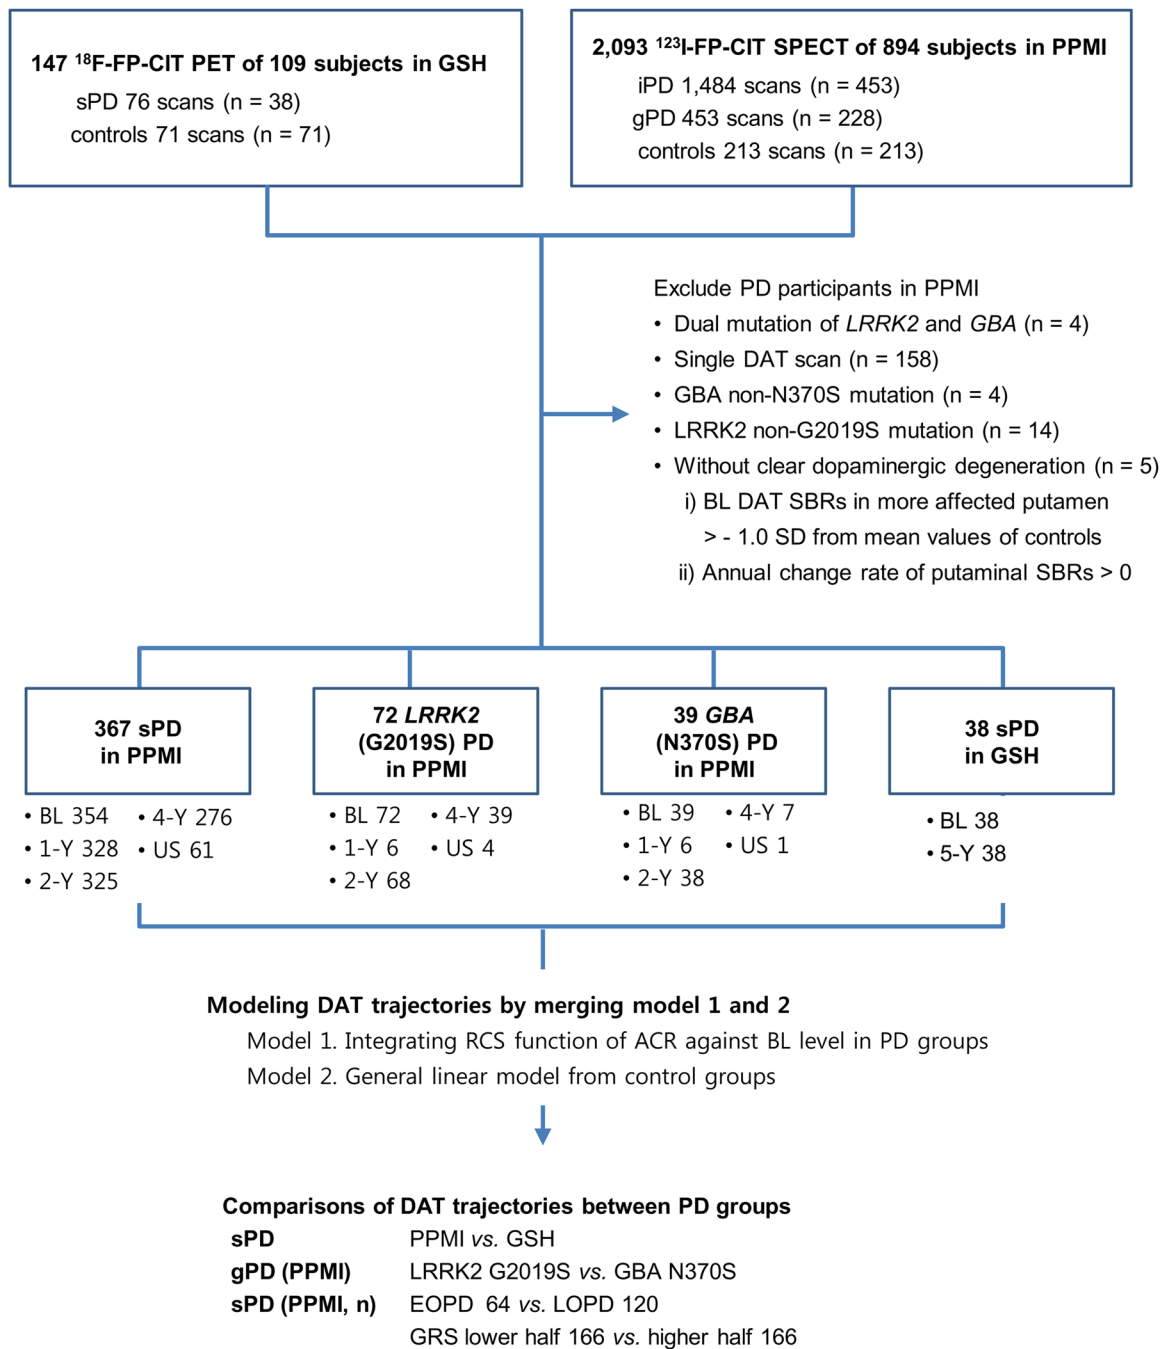 147 18F-FP-CIT PET of 109 subjects in GSH
sPD 76 scans (n = 38)
controls 71 scans (n = 71)
2,093 123I-FP-CIT SPECT of 894 subjects in PPMI
iPD 1,484 scans (n = 453)
gPD 453 scans (n = 228)
controls 213 scans (n = 213)
Exclude PD participants in PPMI
• Dual mutation of LRRK2 and GBA (n = 4)
• Single DAT scan (n = 158)
• GBA non-N370S mutation (n = 4)
• LRRK2 non-G2019S mutation (n = 14)
• Without clear dopaminergic degeneration (n = 5)
i) BL DAT SBRs in more affected putamen
> - 1.0 SD from mean values of controls
ii) Annual change rate of putaminal SBRs > 0
367 sPD
in PPMI
• BL 354
• 1-Y 328
• 2-Y 325
• 4-Y 276
• US 61
72 LRRK2
(G2019S) PD
in PPMI
• BL 72
• 1-Y 6
• 2-Y 68
• 4-Y 39
• US 4
39 GBA
(N370S) PD
in PPMI
• BL 39
• 1-Y 6
• 2-Y 38
• 4-Y 7
• US 1
38 sPD
in GSH
• BL 38
• 5-Y 38
Modeling DAT trajectories by merging model 1 and 2
Model 1. Integrating RCS function of ACR against BL level in PD groups
Model 2. General linear model from control groups
Comparisons of DAT trajectories between PD groups
sPD PPMI vs. GSH
gPD (PPMI) LRRK2 G2019S vs. GBA N370S
sPD (PPMI, n) EOPD 64 vs. LOPD 120
GRS lower half 166 vs. higher half 166